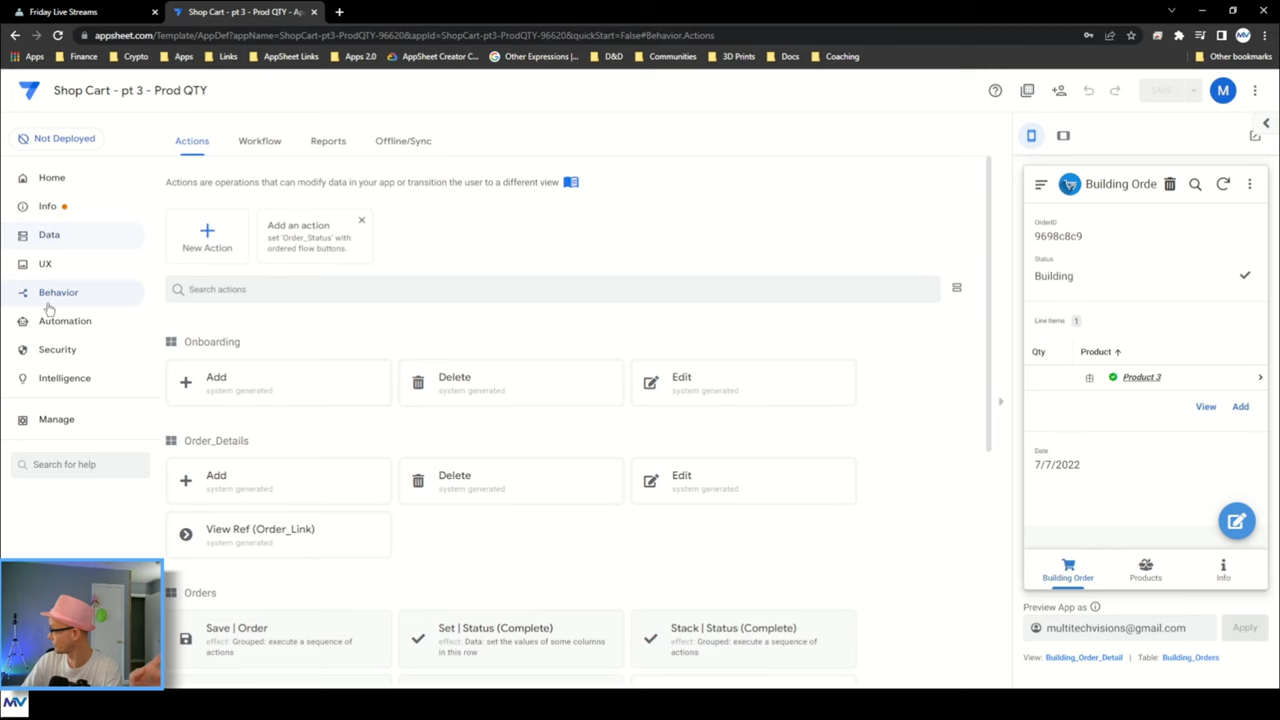 Friday Live Streams
Shop Cart - pt 3 - Prod QTY - Ap
appsheet.com/Template/AppDef?appName=ShopCart-pt3-ProdQTY-96620&appId=ShopCart-pt3-ProdQTY-96620&quickStart=False#Behavior.Actions
Apps Finance Crypto Apps Links AppSheet Links Apps 2.0 AppSheet Creator C... Other Expressions,... D&D Communities 3D Prints Docs Coaching Other bookmarks
Shop Cart - pt 3 - Prod QTY
SAVE
M
Not Deployed
Home
Info
Data
UX
Behavior
Automation
Security
Intelligence
Manage
Search for help
Actions Workflow Reports Offline/Sync
Actions are operations that can modify data in your app or transition the user to a different view
New Action
Add an action
set 'Order_Status' with
ordered flow buttons.
Search actions
Onboarding
Add
system generated
Delete
system generated
Edit
system generated
Order_Details
Add
system generated
Delete
system generated
Edit
system generated
View Ref (Order_Link)
system generated
Orders
Save | Order
effect: Grouped: execute a sequence of
actions
Set | Status (Complete)
effect: Data: set the values of some columns
in this row
Stack | Status (Complete)
effect: Grouped: execute a sequence of
actions
Building Orde
OrderID
9698c8c9
Status
Building
Line Items 1
Qty Product
Product 3
View Add
Date
7/7/2022
Building Order Products Info
Preview App as
multitechvisions@gmail.com Apply
View: Building_Order_Detail | Table: Building_Orders
MV